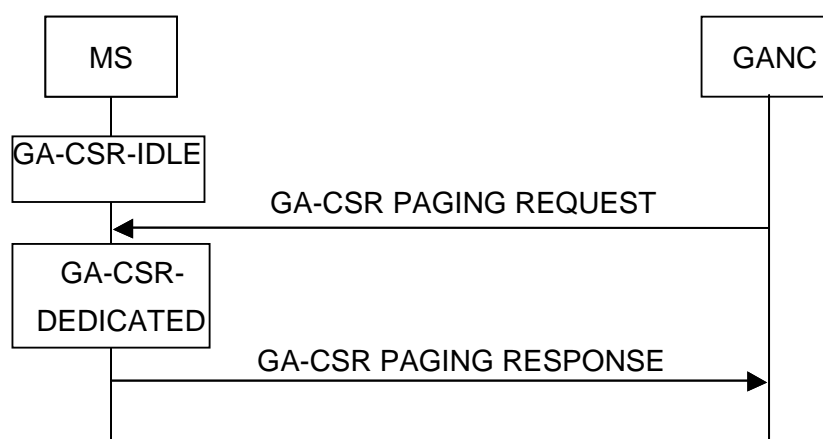 MS
GANC
GA-CSR-IDLE
GA-CSR PAGING REQUEST
GA-CSR-
DEDICATED
GA-CSR PAGING RESPONSE